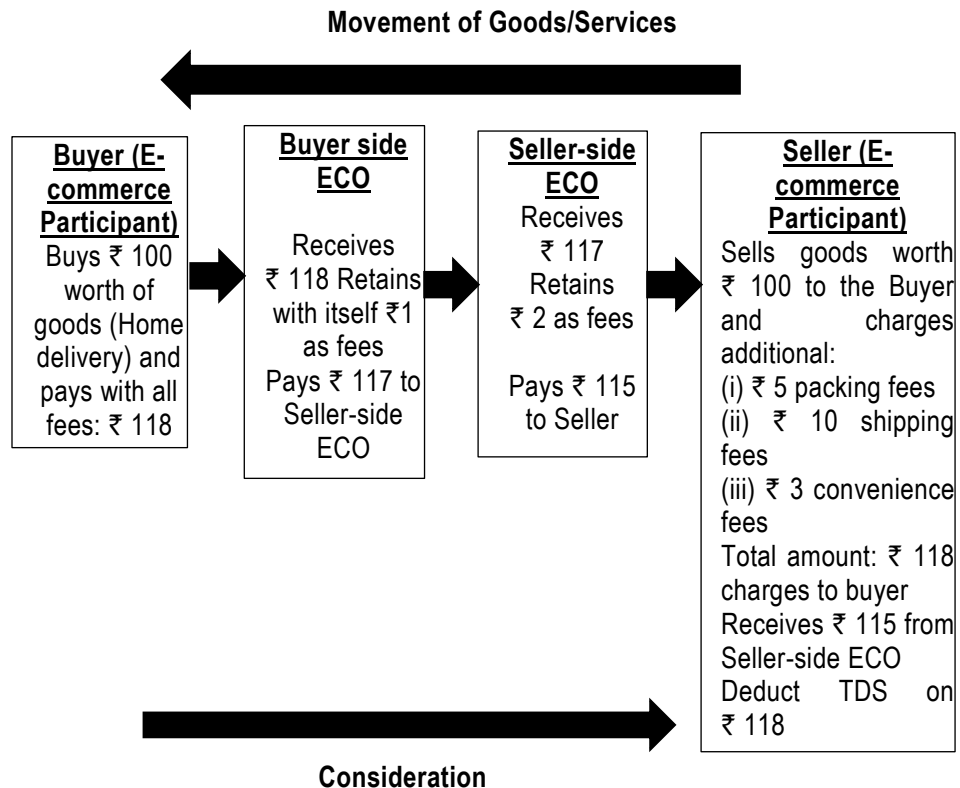 Movement of Goods/Services
Buyer (E-
commerce
Participant)
Buys ₹ 100
worth of
goods (Home
delivery) and
pays with all
fees: ₹ 118
Buyer side
ECO
Receives
₹ 118 Retains
with itself ₹1
as fees
Pays ₹ 117 to
Seller-side
ECO
Seller-side
ECO
Receives
₹ 117
Retains
₹ 2 as fees
Pays ₹ 115
to Seller
Seller (E-
commerce
Participant)
Sells goods worth
₹ 100 to the Buyer
and charges
additional:
(i) ₹ 5 packing fees
(ii) ₹ 10 shipping
fees
(iii) ₹ 3 convenience
fees
Total amount: ₹ 118
charges to buyer
Receives ₹ 115 from
Seller-side ECO
Deduct TDS on
₹ 118
Consideration